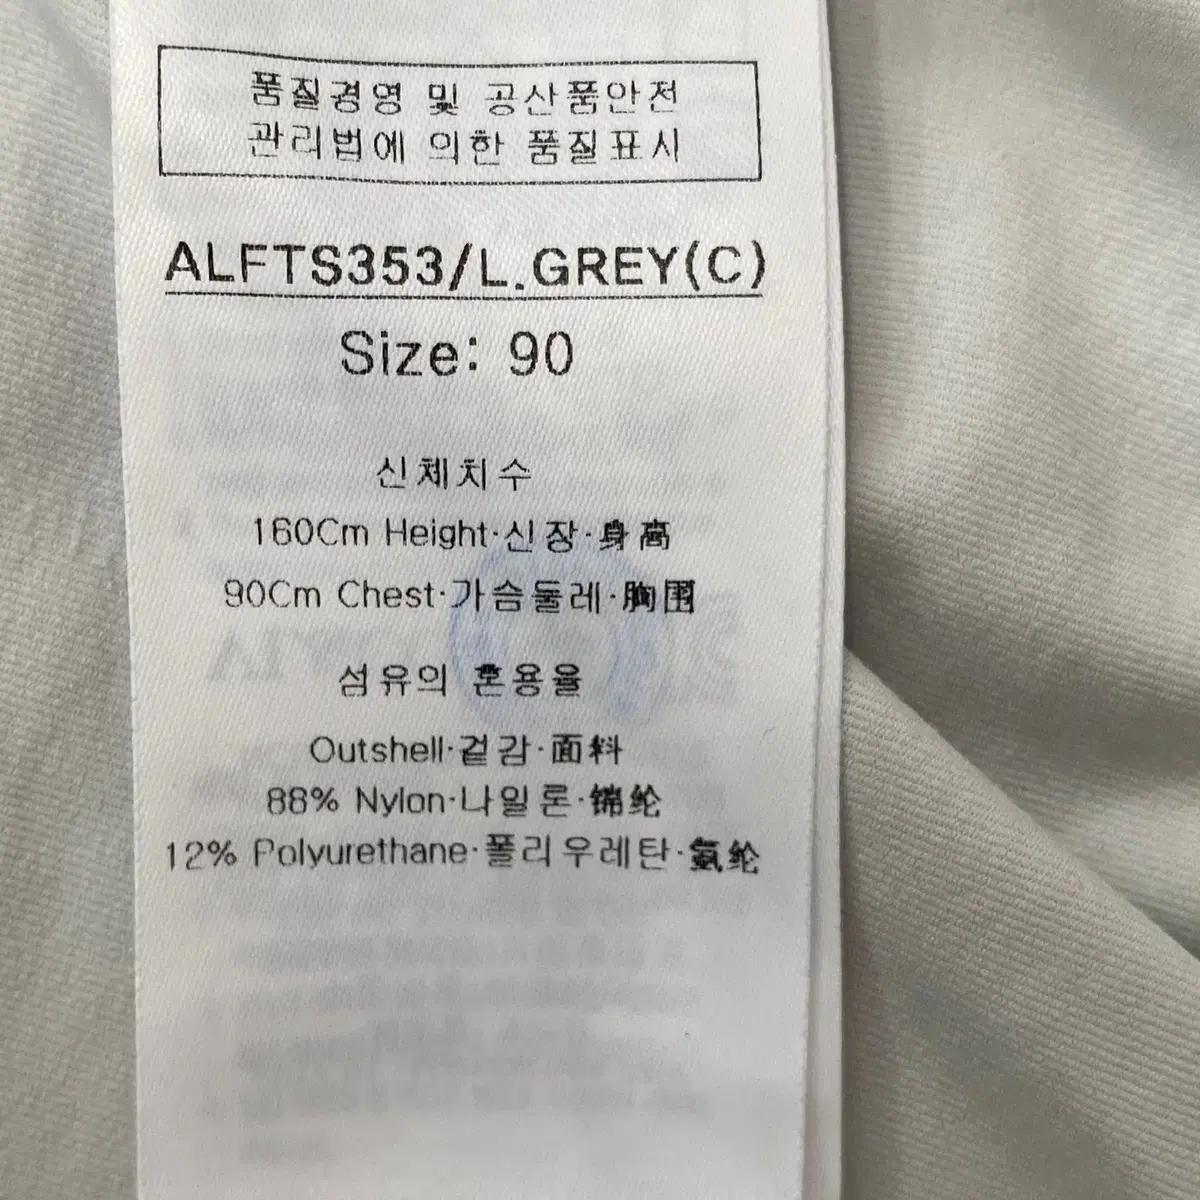 품질경영 및 공산품안전
관리법에 의한 품질표시
ALFTS353/L.GREY(C)
Size: 90
신체치수
160Cm Height·신장·身高
90Cm Chest·가슴둘레·胸围
섬유의 혼용율
Outshell·겉감·面料
88% Nylon·나일론·锦纶
12% Polyurethane·폴리우레탄·氨纶